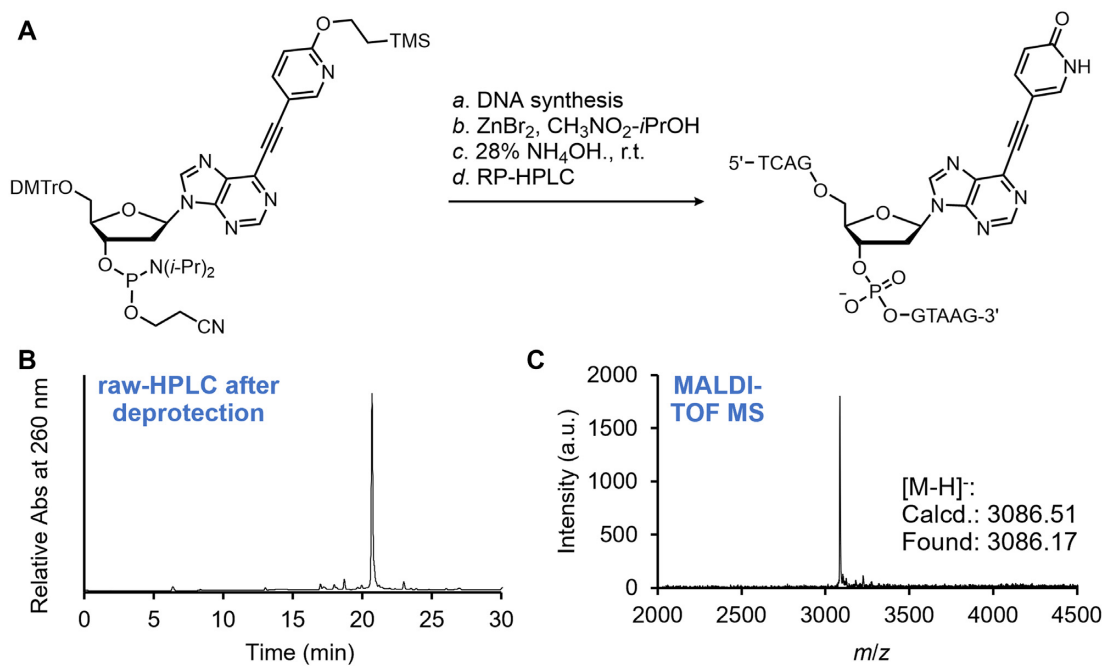 A
O
TMS
N
a. DNA synthesis
b. ZnBr2, CH3NO2-iPrOH
c. 28% NH4OH., r.t.
d. RP-HPLC
DMTrO
O
N
N
N
N
O
P
N(i-Pr)2
O
CN
O
NH
5'– TCAG
O
O
N
N
N
N
O
P
O
–
O
O–GTAAG-3'
B
raw-HPLC after
deprotection
Relative Abs at 260 nm
0
5
10
15
20
25
30
Time (min)
C
MALDI-
TOF MS
Intensity (a.u.)
2000
1500
1000
500
0
[M-H]-:
Calcd.: 3086.51
Found: 3086.17
2000
2500
3000
3500
4000
4500
m/z